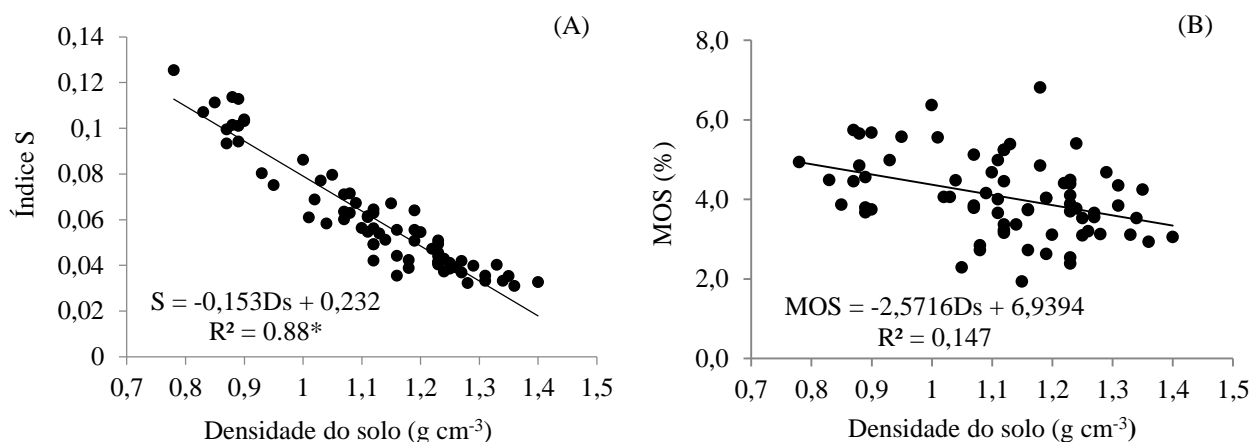 (A)
Índice S
0,14
0,12
0,1
0,08
0,06
0,04
0,02
0
S = -0,153Ds + 0,232
R² = 0.88*
0,7 0,8 0,9 1 1,1 1,2 1,3 1,4 1,5
Densidade do solo (g cm⁻³)
(B)
MOS (%)
8,0
6,0
4,0
2,0
0,0
MOS = -2,5716Ds + 6,9394
R² = 0,147
0,7 0,8 0,9 1 1,1 1,2 1,3 1,4 1,5
Densidade do solo (g cm⁻³)